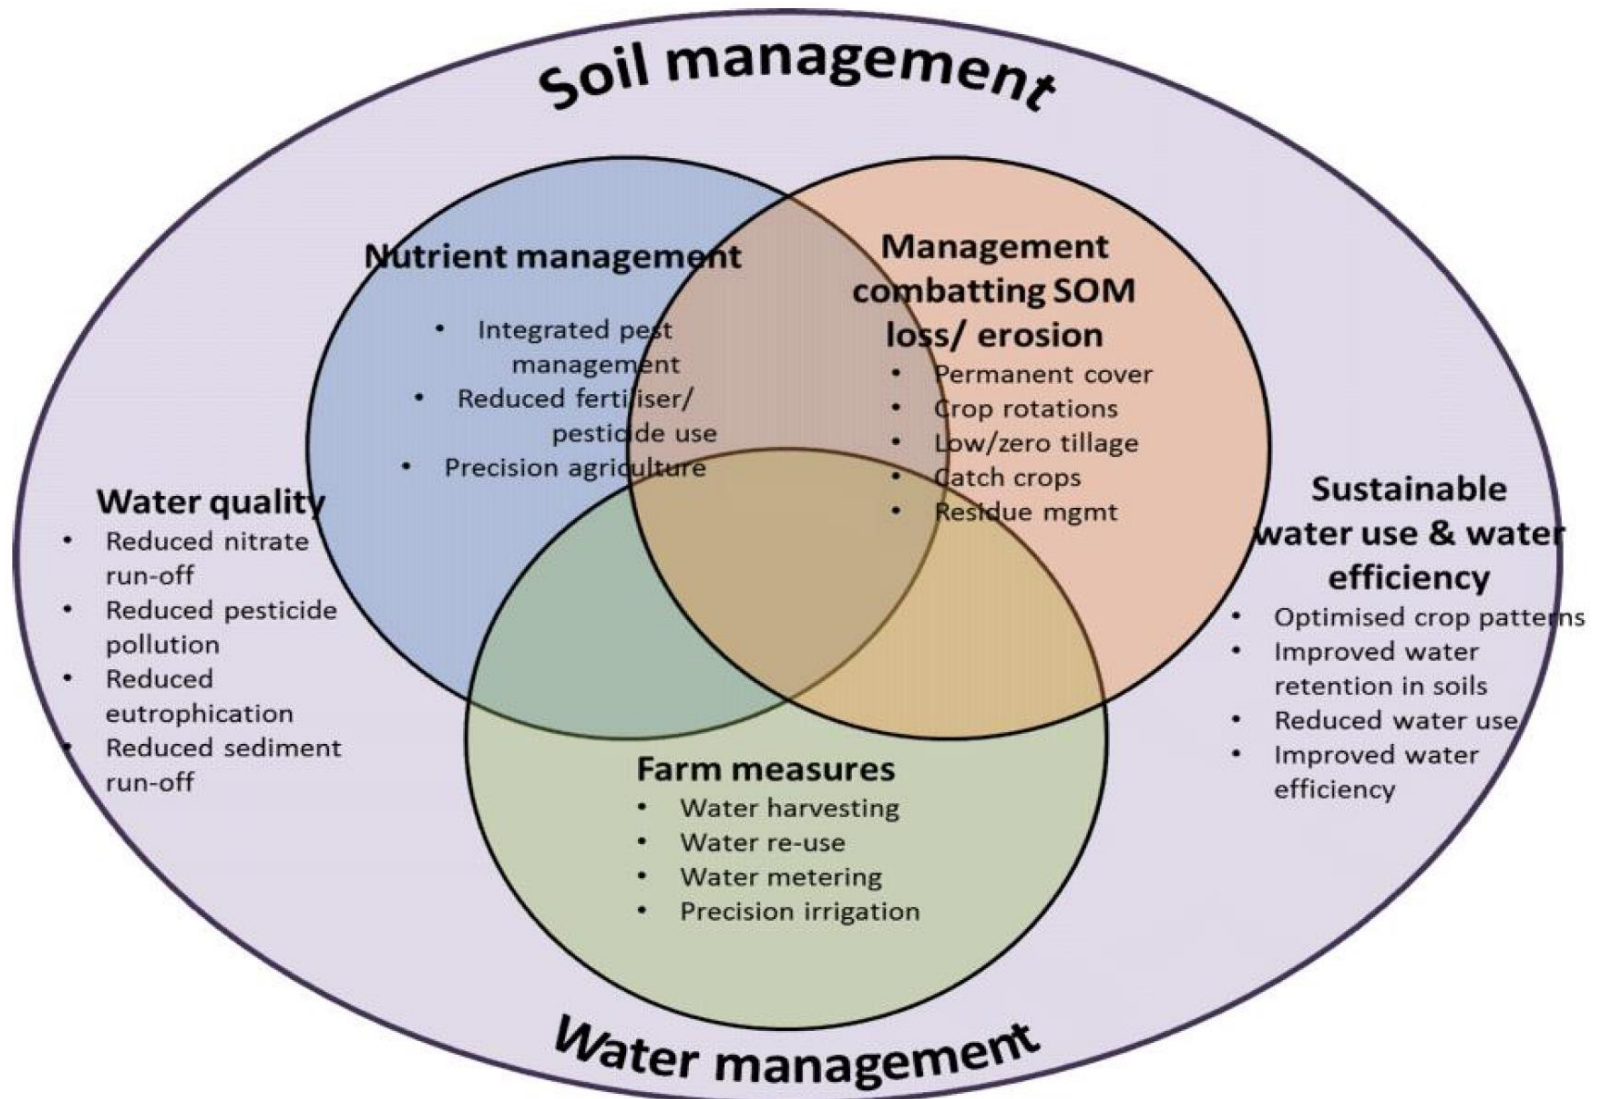 Soil management
Nutrient management
• Integrated pest
management
• Reduced fertiliser/
pesticide use
• Precision agriculture
Management
combatting SOM
loss/ erosion
• Permanent cover
• Crop rotations
• Low/zero tillage
• Catch crops
• Residue mgmt
Water quality
• Reduced nitrate
run-off
• Reduced pesticide
pollution
• Reduced
eutrophication
• Reduced sediment
run-off
Sustainable
water use & water
efficiency
• Optimised crop patterns
• Improved water
retention in soils
• Reduced water use
• Improved water
efficiency
Farm measures
• Water harvesting
• Water re-use
• Water metering
• Precision irrigation
Water management